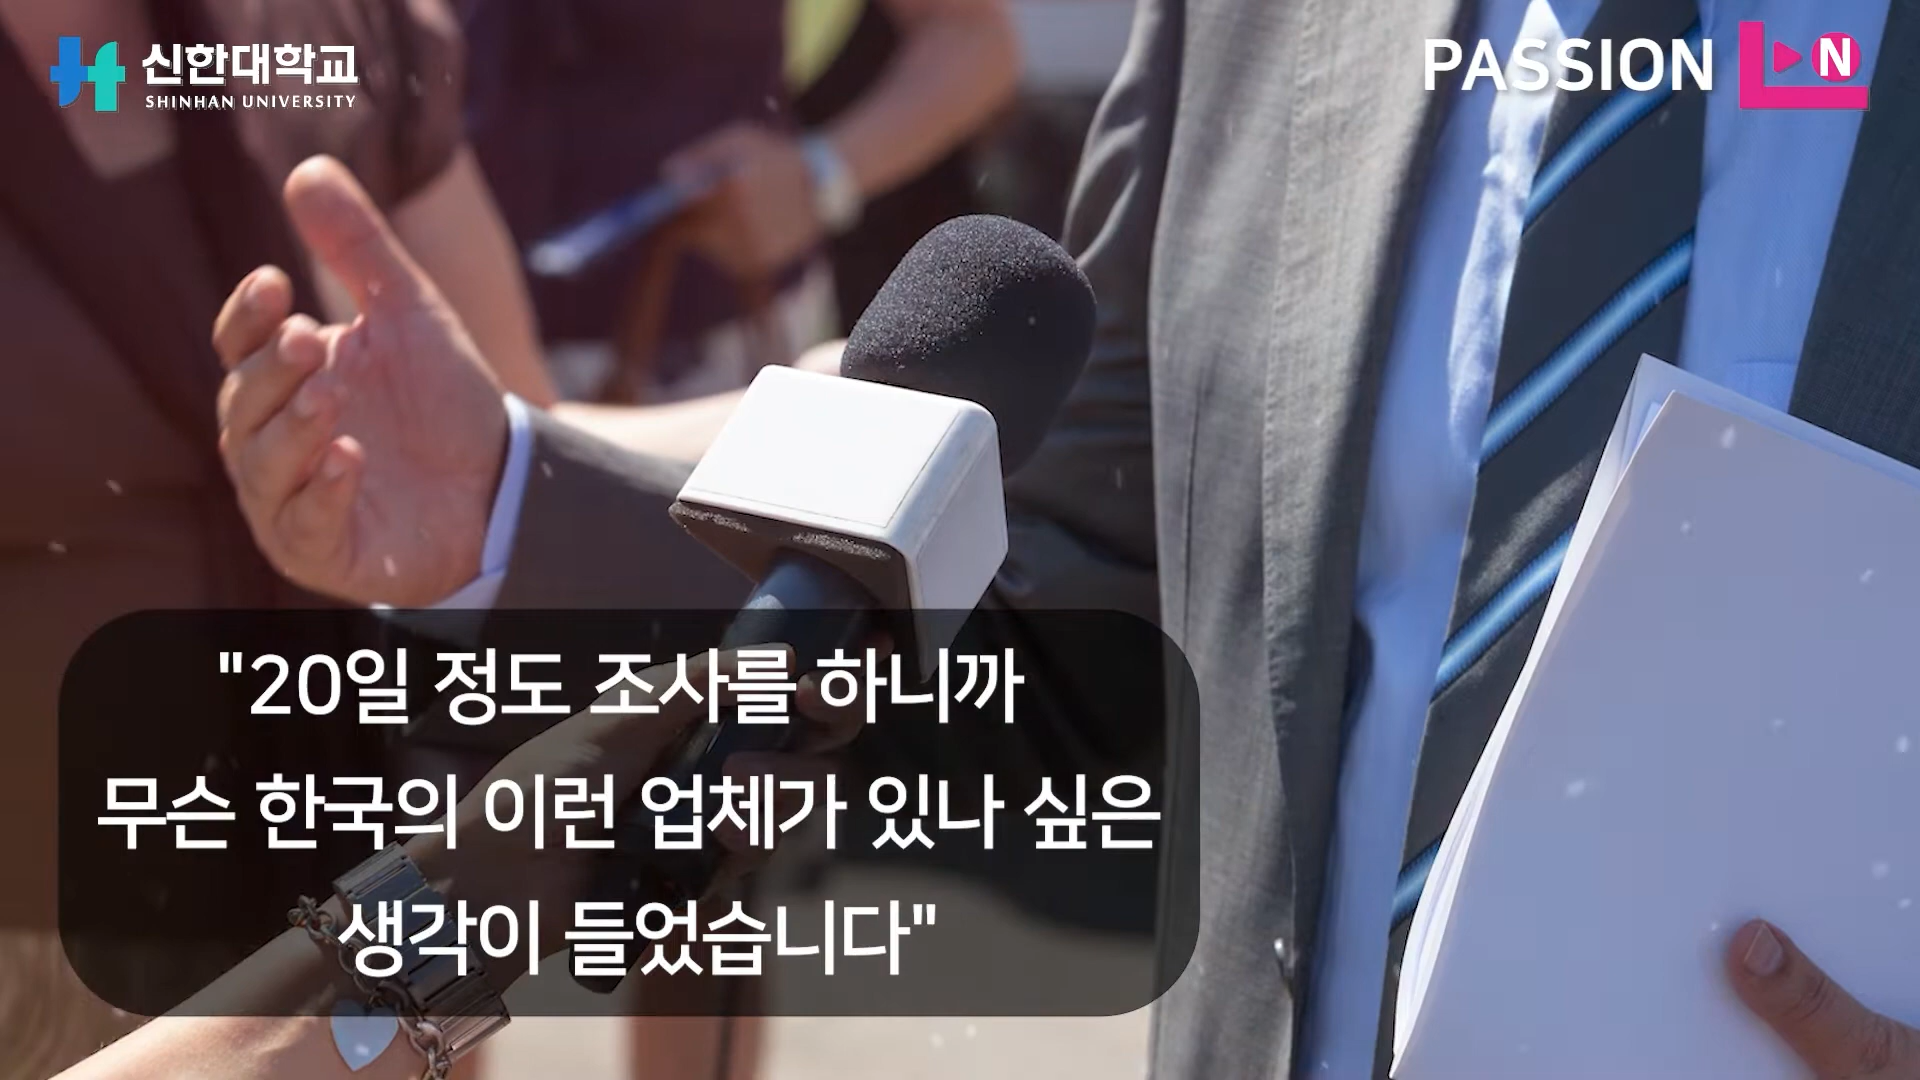 신한대학교
SHINHAN UNIVERSITY
PASSION
N
"20일 정도 조사를 하니까
무슨 한국의 이런 업체가 있나 싶은
생각이 들었습니다"